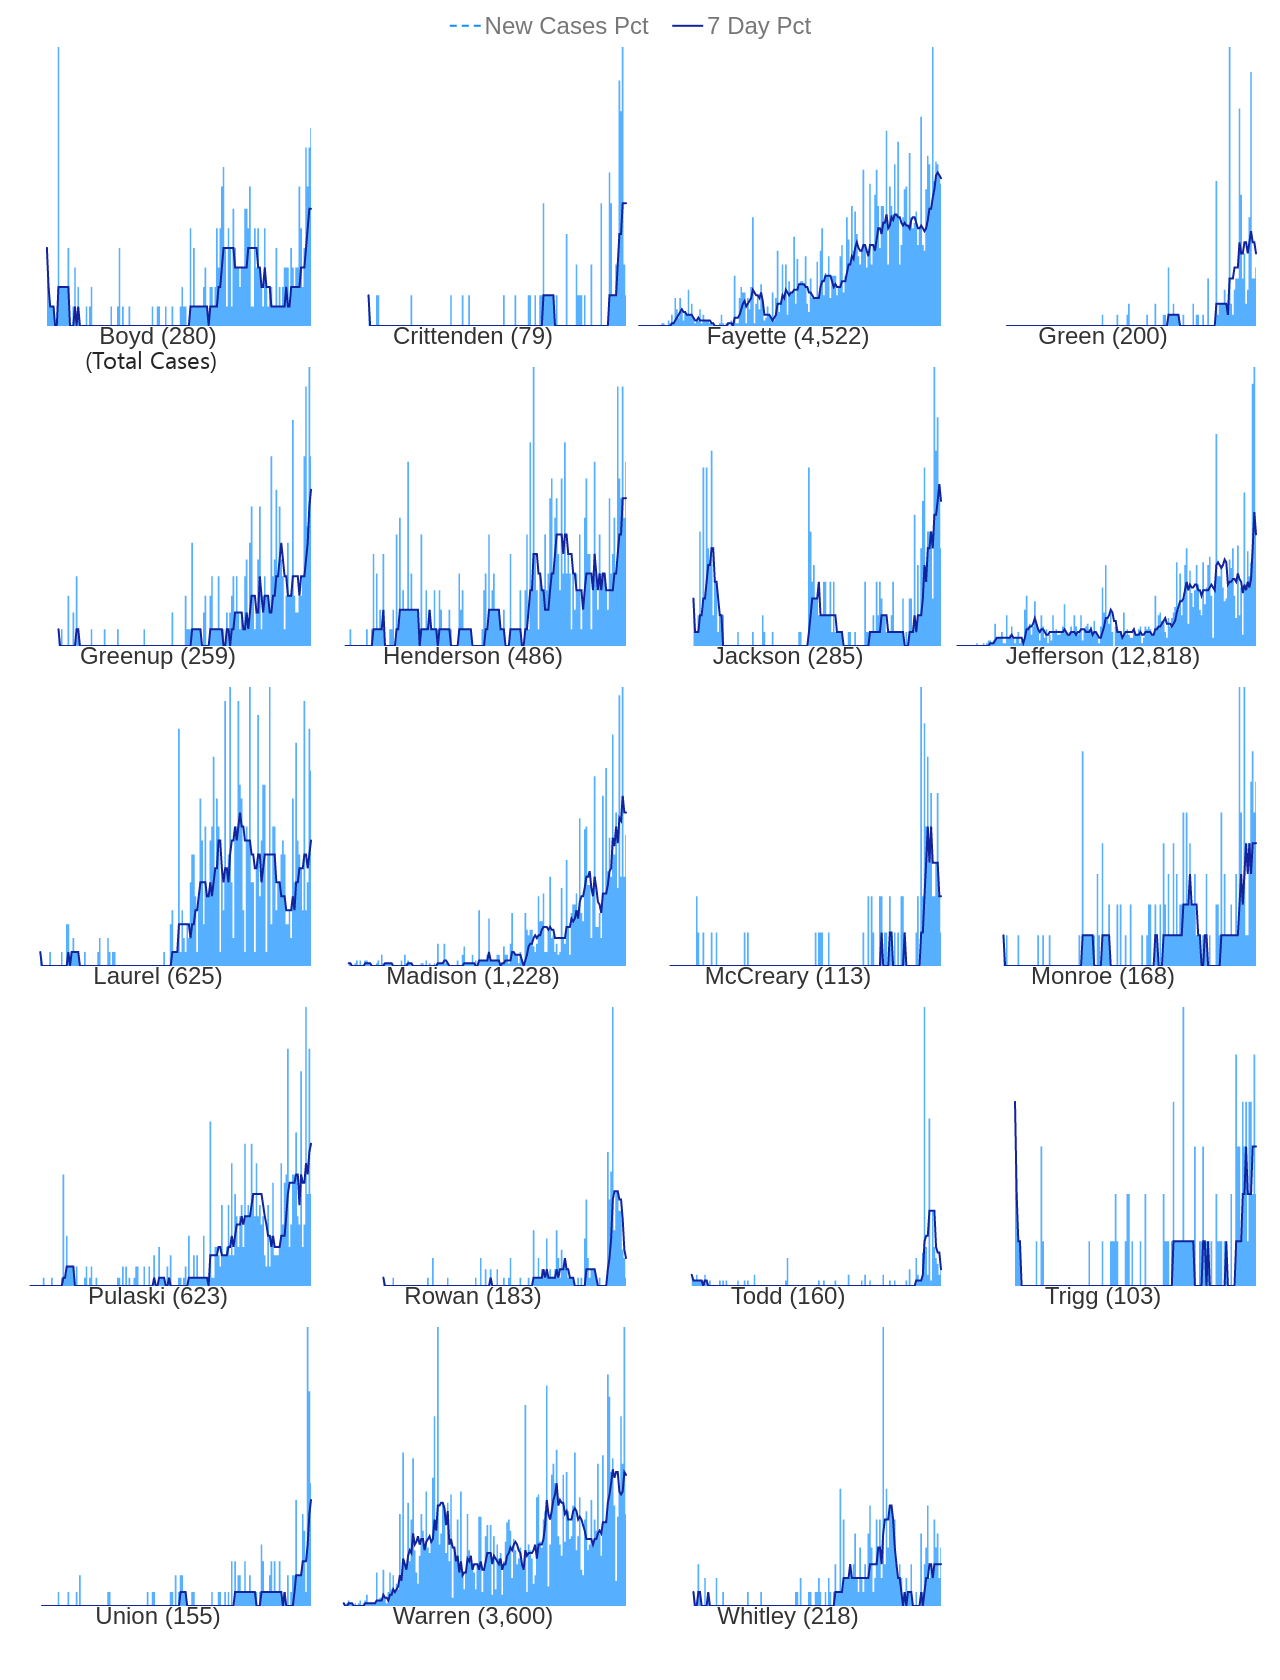 New Cases Pct 7 Day Pct
Boyd (280) Crittenden (79) Fayette (4,522) Green (200)
(Total Cases)
Greenup (259) Henderson (486) Jackson (285) Jefferson (12,818)
Laurel (625) Madison (1,228) McCreary (113) Monroe (168)
Pulaski (623) Rowan (183) Todd (160) Trigg (103)
Union (155) Warren (3,600) Whitley (218)